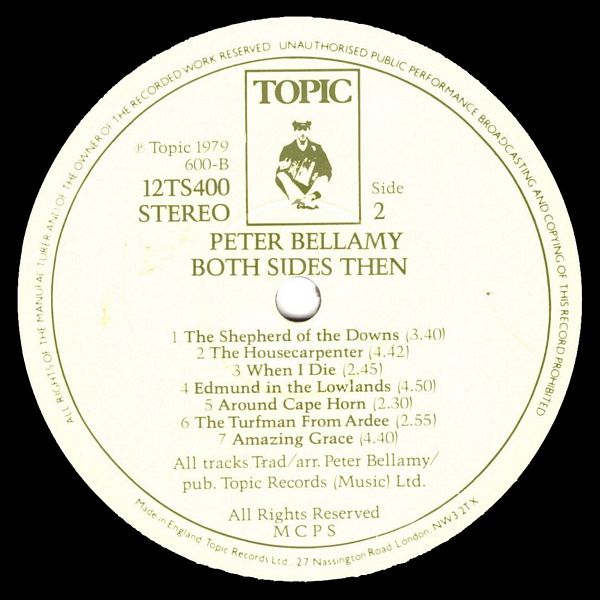 ALL RIGHTS OF THE MANUFACTURER AND OF THE OWNER OF THE RECORDED WORK RESERVED UNAUTHORISED PUBLIC PERFORMANCE BROADCASTING AND COPYING OF THIS RECORD PROHIBITED
TOPIC
℗ Topic 1979
600-B
12TS400
STEREO
Side
2
PETER BELLAMY
BOTH SIDES THEN
1 The Shepherd of the Downs (3.40)
2 The Housecarpenter (4.42)
3 When I Die (2.45)
4 Edmund in the Lowlands (4.50)
5 Around Cape Horn (2.30)
6 The Turfman From Ardee (2.55)
7 Amazing Grace (4.40)
All tracks Trad/arr. Peter Bellamy/
pub. Topic Records (Music) Ltd.
All Rights Reserved
M C P S
Made in England. Topic Records Ltd., 27 Nassington Road, London, NW3 2TX